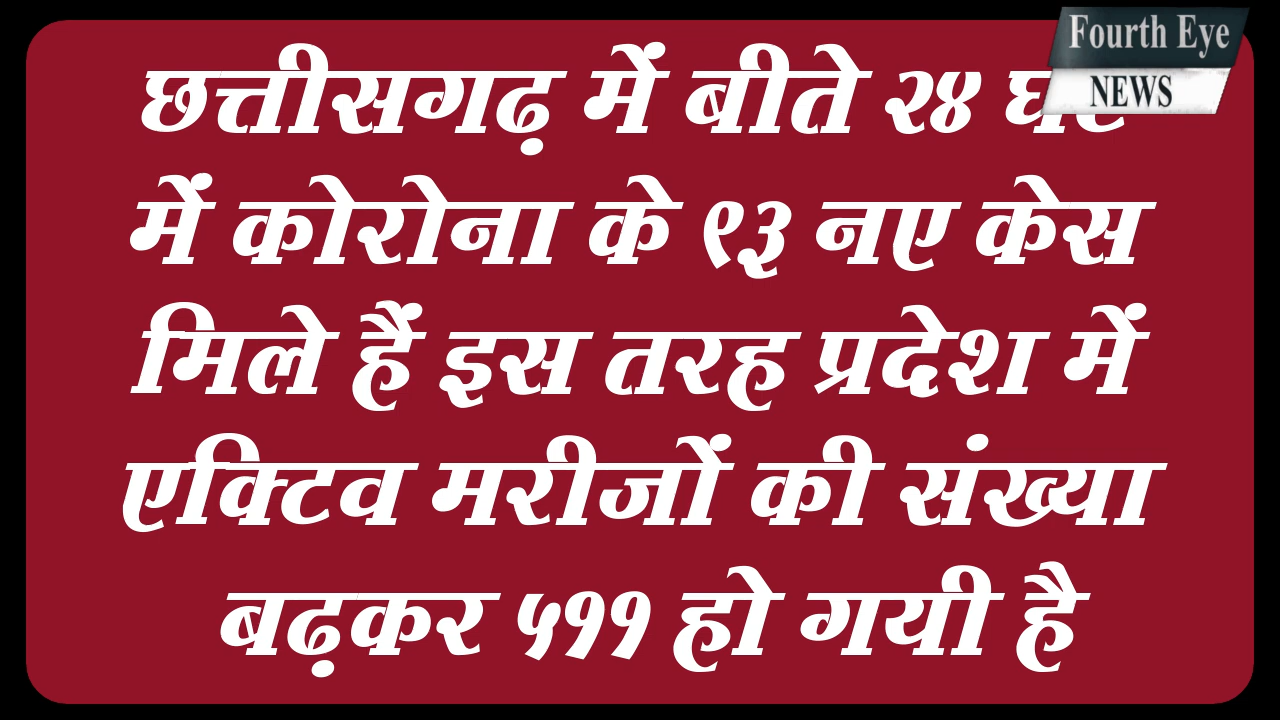 Fourth Eye
NEWS
छत्तीसगढ़ में बीते २४
में कोरोना के ९३ नए केस
मिले हैं इस तरह प्रदेश में
एक्टिव मरीजों की संख्या
बढ़कर ५११ हो गयी है